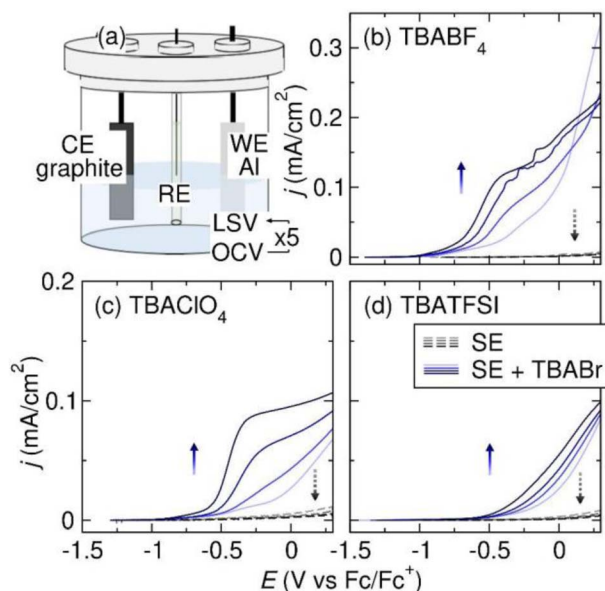 (a)
CE
graphite
RE
WE
Al
LSV
OCV
x5
(b) TBABF₄
j (mA/cm²)
0.3
0.2
0.1
0
(c) TBAClO₄
j (mA/cm²)
0.2
0.1
0
-1.5 -1 -0.5 0
(d) TBATFSI
SE
SE + TBABr
-1.5 -1 -0.5 0
E (V vs Fc/Fc⁺)